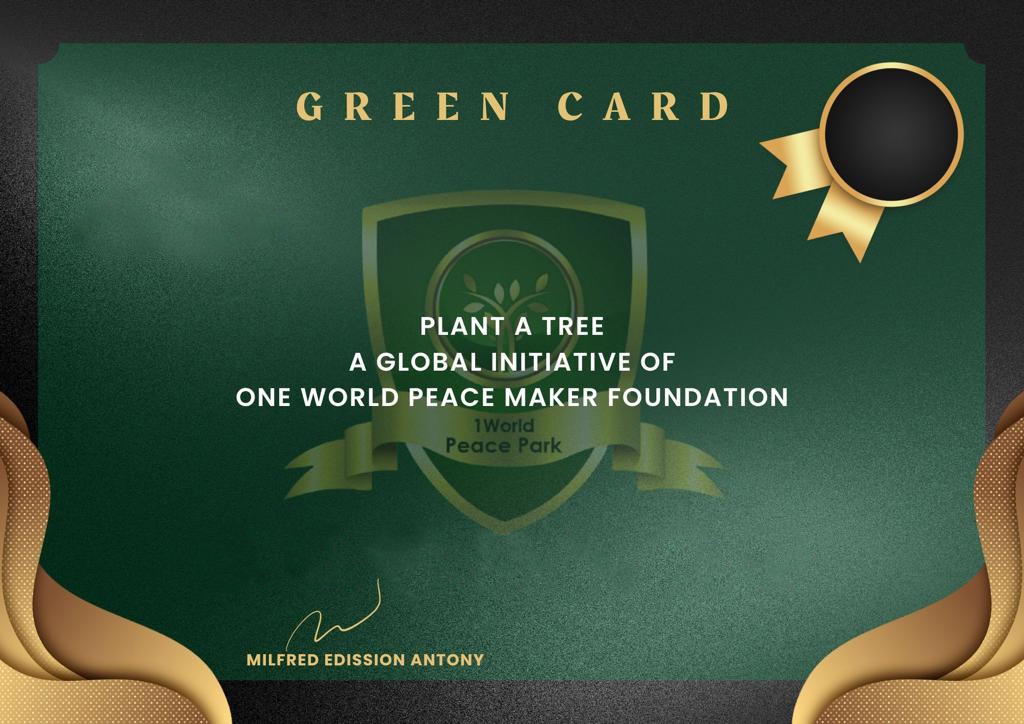 GREEN CARD
PLANT A TREE
A GLOBAL INITIATIVE OF
ONE WORLD PEACE MAKER FOUNDATION
1World
Peace Park
MILFRED EDISSION ANTONY